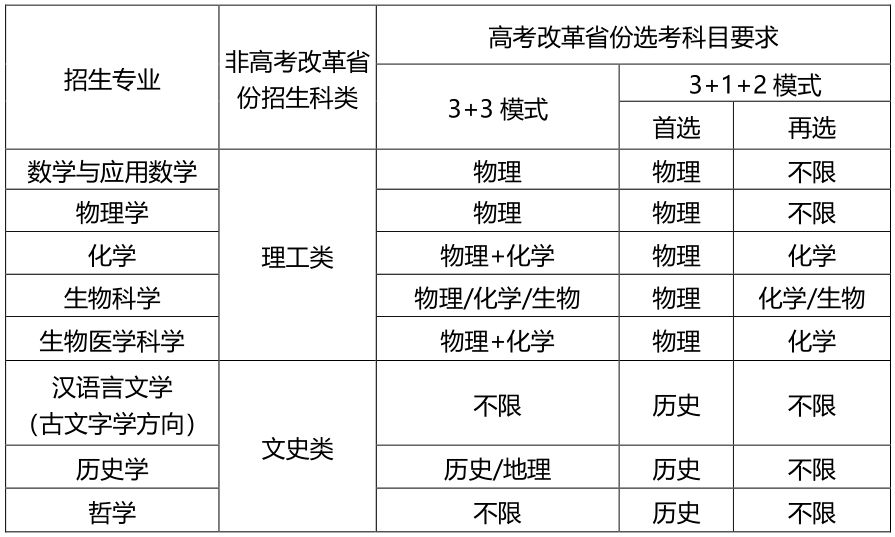 招生专业
非高考改革省
份招生科类
高考改革省份选考科目要求
3+3 模式
3+1+2 模式
首选
再选
数学与应用数学
理工类
物理
物理
不限
物理学
物理
物理
不限
化学
物理+化学
物理
化学
生物科学
物理/化学/生物
物理
化学/生物
生物医学科学
物理+化学
物理
化学
汉语言文学
（古文字学方向）
文史类
不限
历史
不限
历史学
历史/地理
历史
不限
哲学
不限
历史
不限